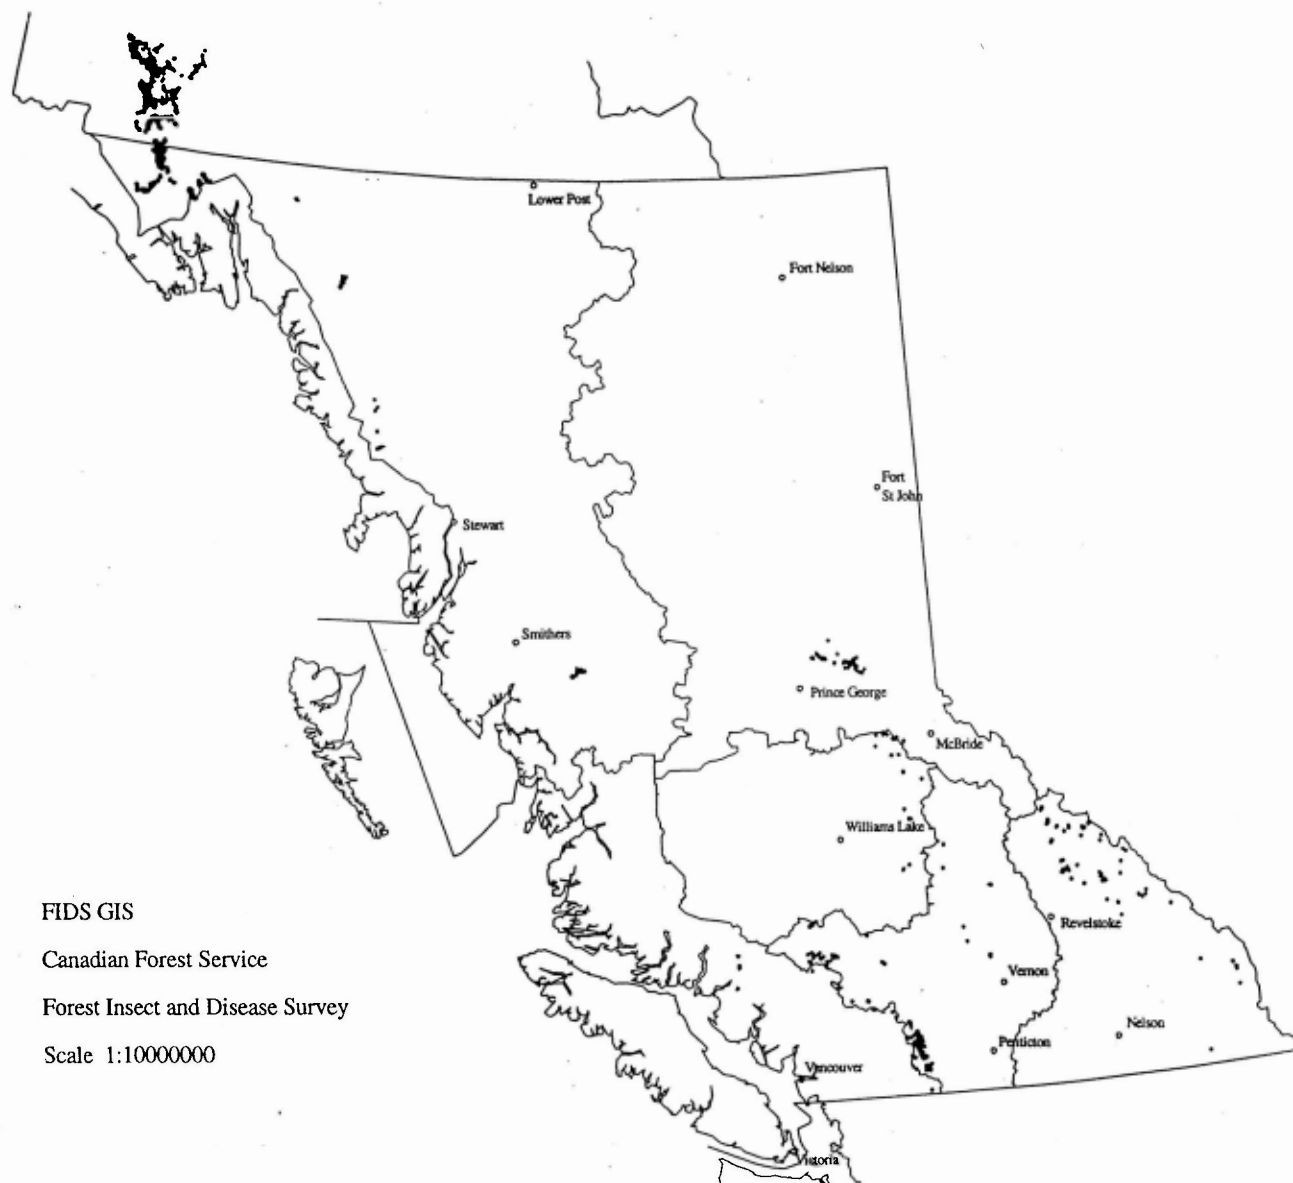 Lower Post
Fort Nelson
Fort
St John
Stewart
Smithers
Prince George
McBride
Williams Lake
FIDS GIS
Canadian Forest Service
Forest Insect and Disease Survey
Scale 1:10000000
Revelstoke
Vernon
Nelson
Penticton
Vancouver
Victoria